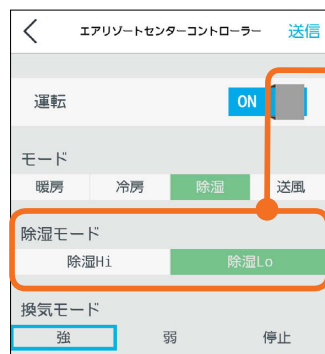 エアリゾートセンターコントローラー 送信
運転 ON
モード
暖房 冷房 除湿 送風
除湿モード
除湿Hi 除湿Lo
換気モード
強 弱 停止